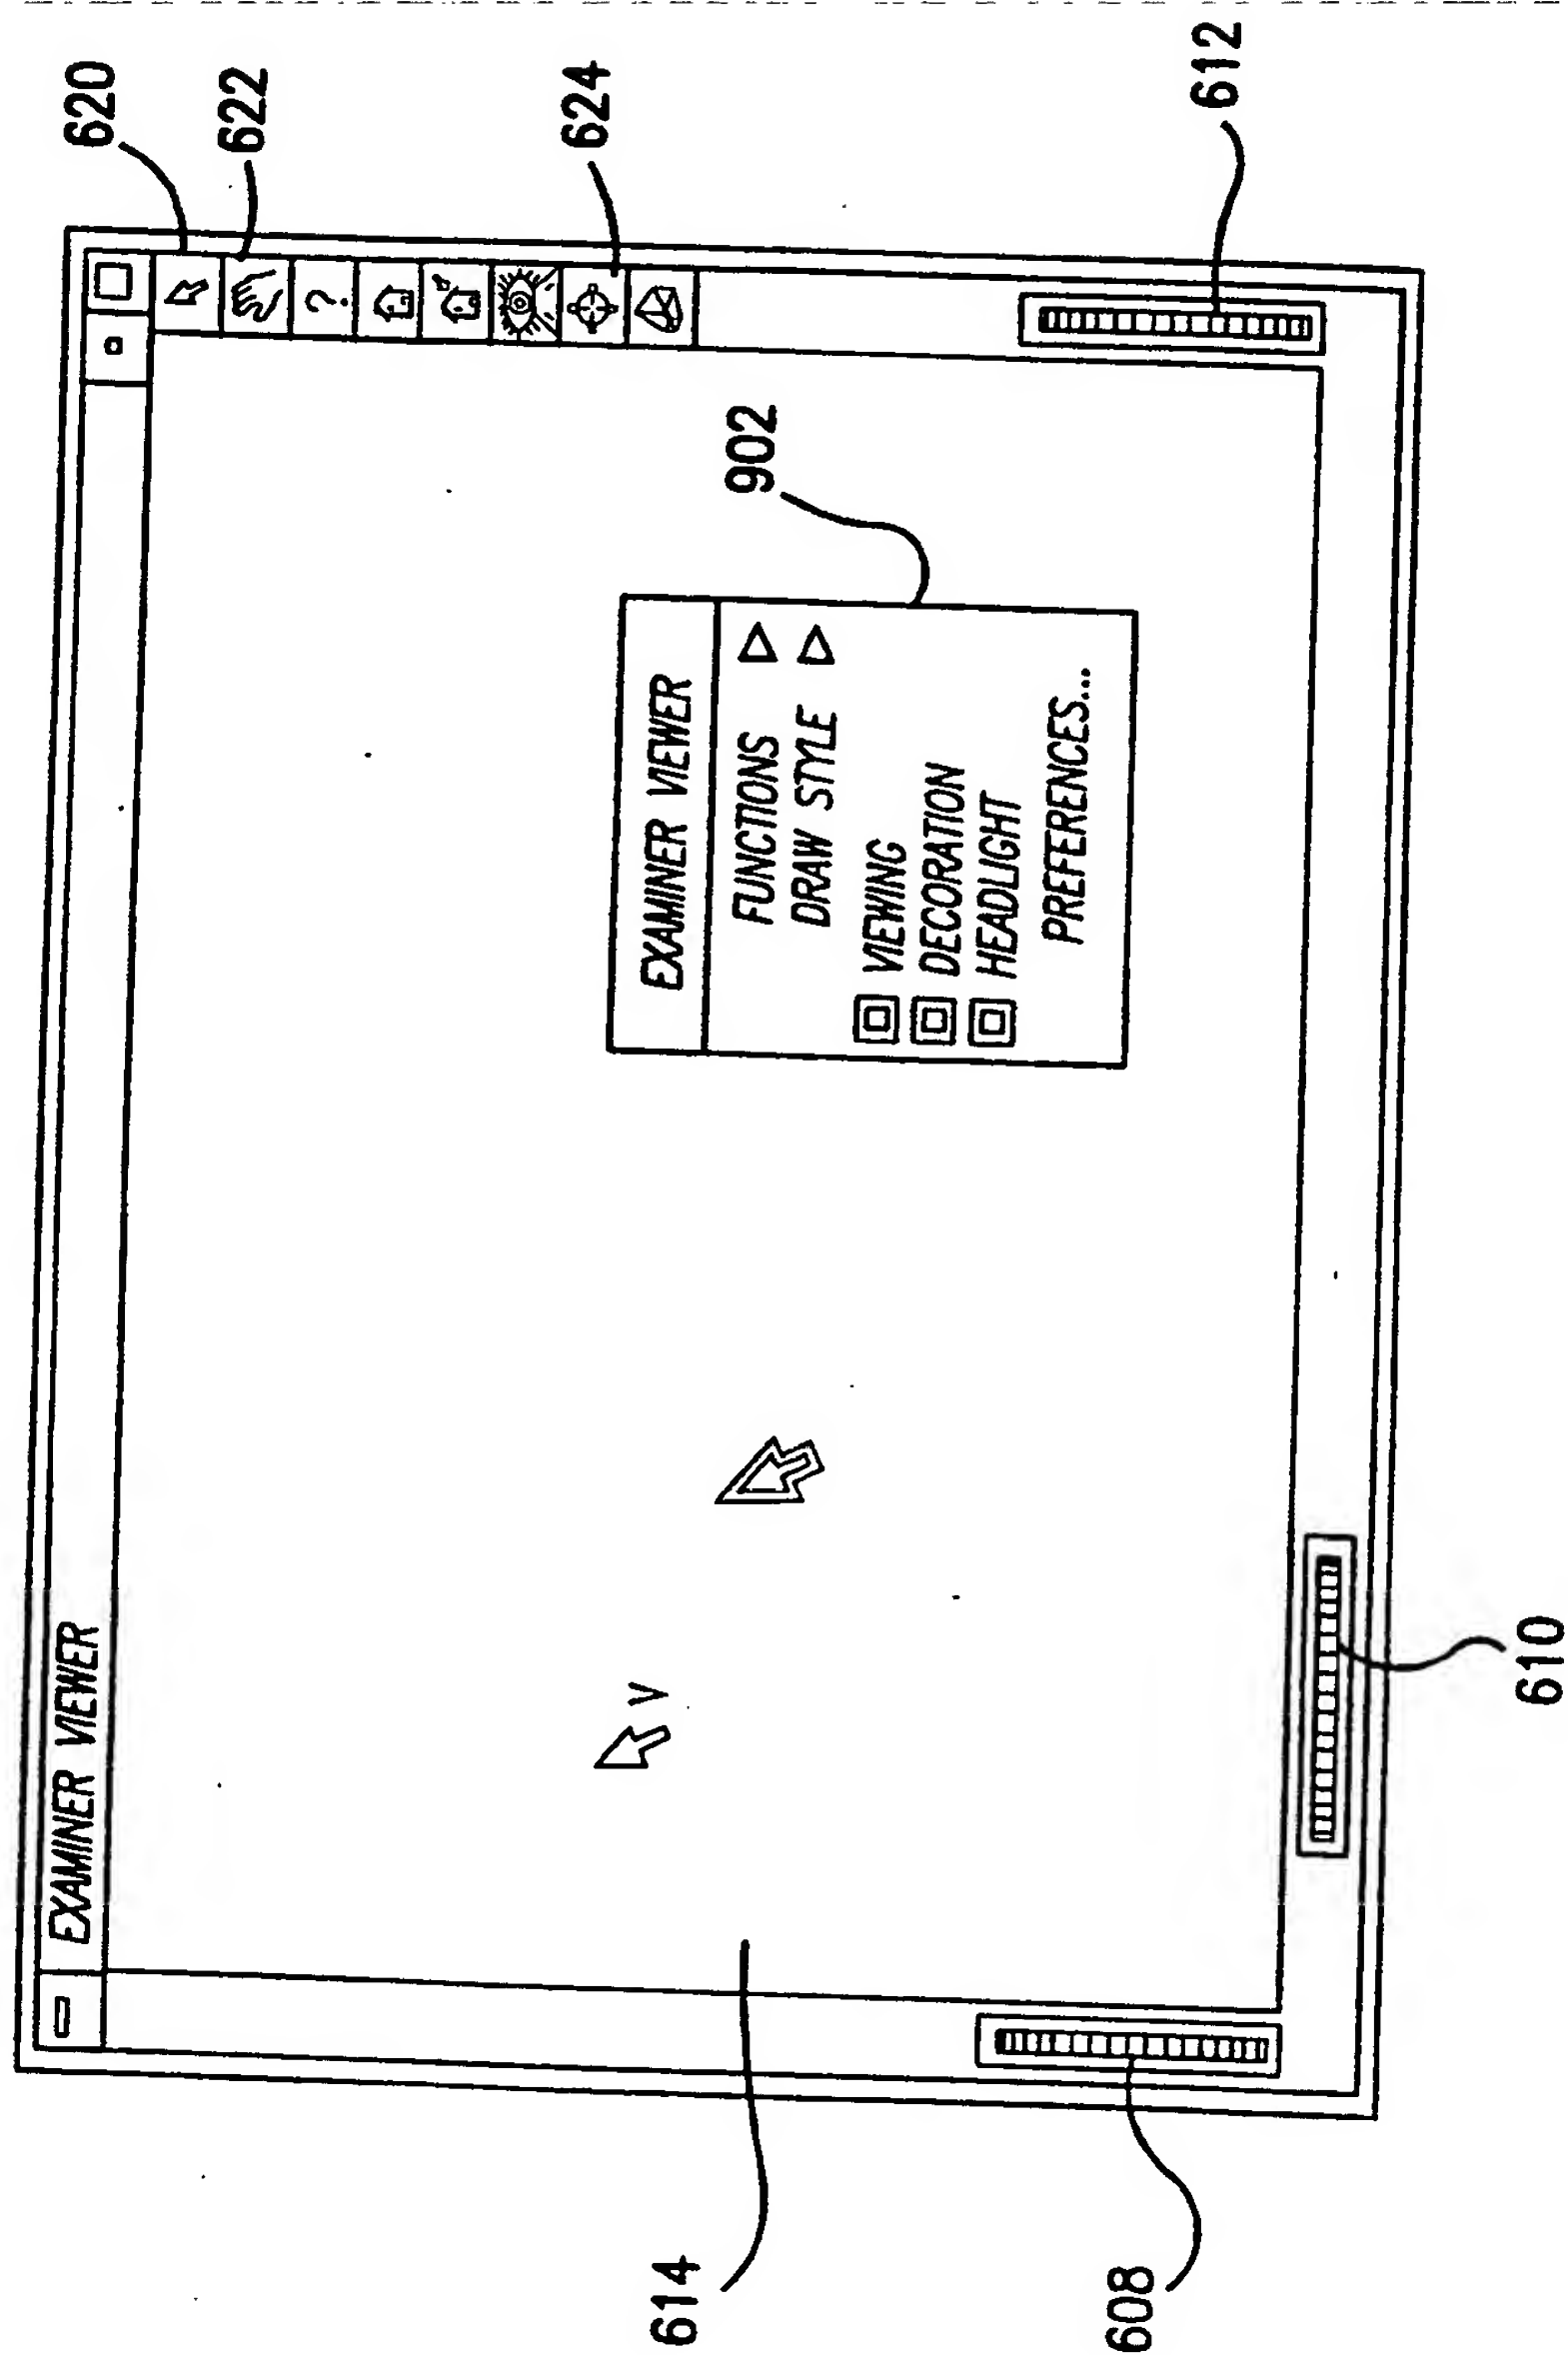 EXAMINER VIEWER
620
622
?
624
EXAMINER VIEWER
902
FUNCTIONS
DRAW STYLE
VIEWING
DECORATION
HEADLIGHT
PREFERENCES...
V
614
608
610
612